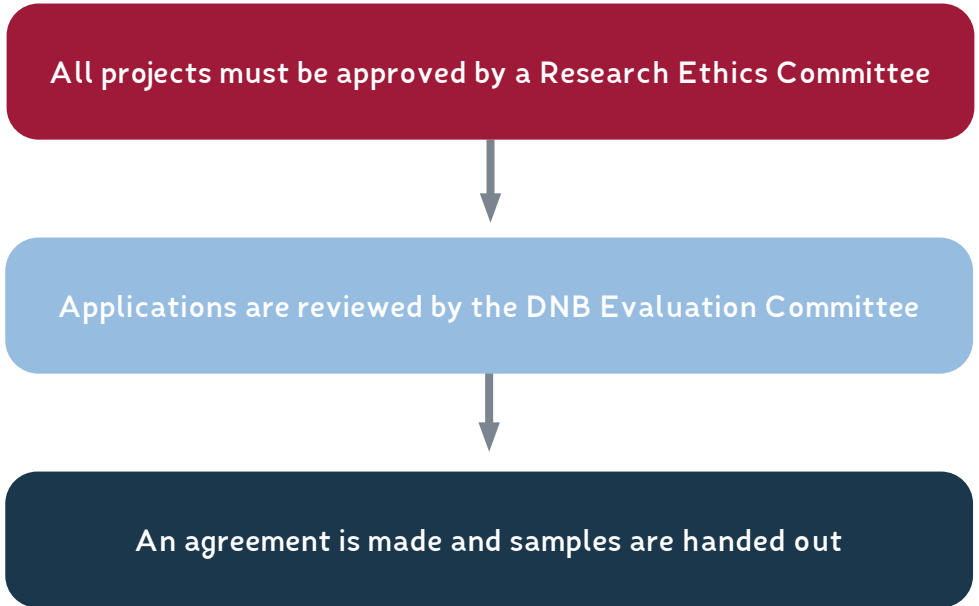 All projects must be approved by a Research Ethics Committee
Applications are reviewed by the DNB Evaluation Committee
An agreement is made and samples are handed out